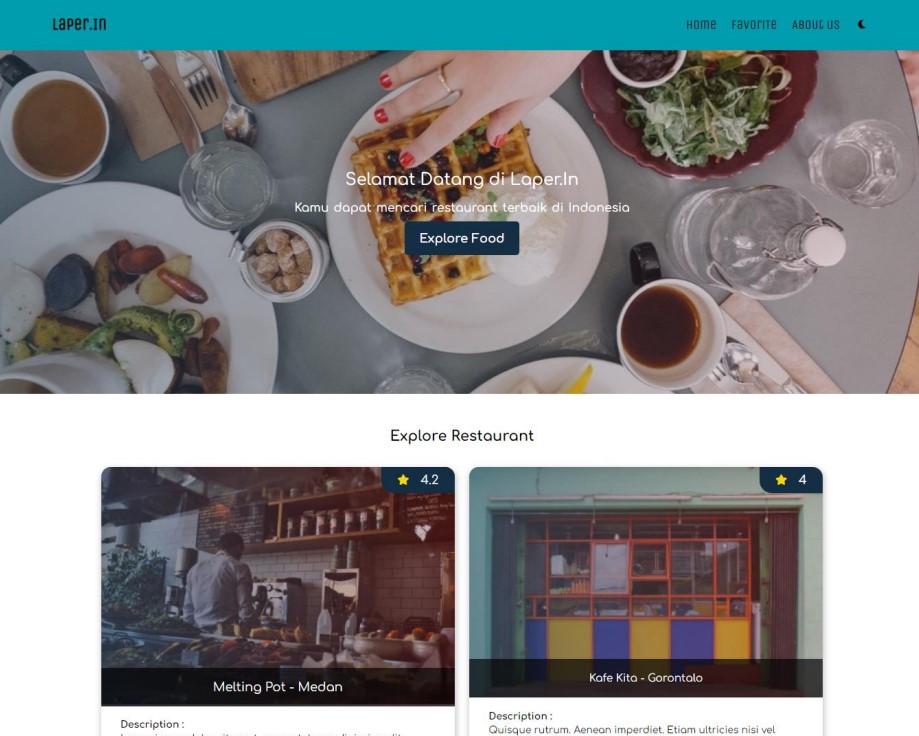 Laper.In
Home Favorite About Us
Selamat Datang di Laper.In
Kamu dapat mencari restaurant terbaik di Indonesia
Explore Food
Explore Restaurant
4.2
4
Melting Pot - Medan
Kafe Kita - Gorontalo
Description :
Description :
Quisque rutrum. Aenean imperdiet. Etiam ultricies nisi vel